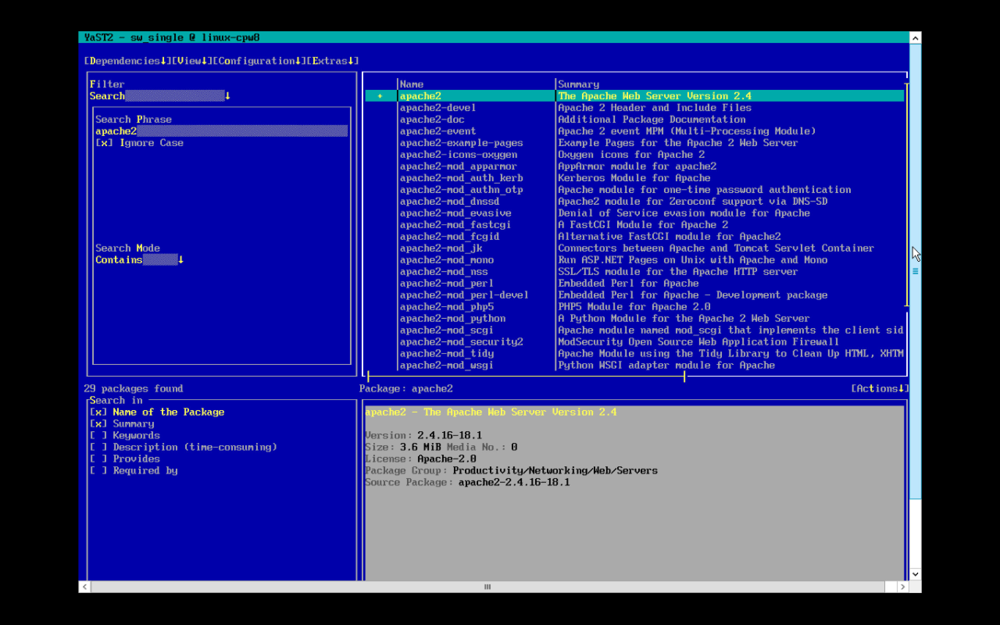 YaST2 - sw_single @ linux-cpw8
[Dependencies↓][View↓][Configuration↓][Extras↓]
Filter
Search↓
Search Phrase
apache2
[x] Ignore Case
Search Mode
Contains↓
Name Summary
+ apache2 The Apache Web Server Version 2.4
apache2-devel Apache 2 Header and Include Files
apache2-doc Additional Package Documentation
apache2-event Apache 2 event MPM (Multi-Processing Module)
apache2-example-pages Example Pages for the Apache 2 Web Server
apache2-icons-oxygen Oxygen icons for Apache 2
apache2-mod_apparmor AppArmor module for apache2
apache2-mod_auth_kerb Kerberos Module for Apache
apache2-mod_authn_otp Apache module for one-time password authentication
apache2-mod_dnssd Apache2 module for Zeroconf support via DNS-SD
apache2-mod_evasive Denial of Service evasion module for Apache
apache2-mod_fastcgi A FastCGI Module for Apache 2
apache2-mod_fcgid Alternative FastCGI module for Apache2
apache2-mod_jk Connectors between Apache and Tomcat Servlet Container
apache2-mod_mono Run ASP.NET Pages on Unix with Apache and Mono
apache2-mod_nss SSL/TLS module for the Apache HTTP server
apache2-mod_perl Embedded Perl for Apache
apache2-mod_perl-devel Embedded Perl for Apache - Development package
apache2-mod_php5 PHP5 Module for Apache 2.0
apache2-mod_python A Python Module for the Apache 2 Web Server
apache2-mod_scgi Apache module named mod_scgi that implements the client sid
apache2-mod_security2 ModSecurity Open Source Web Application Firewall
apache2-mod_tidy Apache Module using the Tidy Library to Clean Up HTML, XHTM
apache2-mod_wsgi Python WSGI adapter module for Apache
29 packages found
Search in
[x] Name of the Package
[x] Summary
[ ] Keywords
[ ] Description (time-consuming)
[ ] Provides
[ ] Required by
Package: apache2 [Actions↓]
apache2 - The Apache Web Server Version 2.4
Version: 2.4.16-18.1
Size: 3.6 MiB Media No.: 0
License: Apache-2.0
Package Group: Productivity/Networking/Web/Servers
Source Package: apache2-2.4.16-18.1